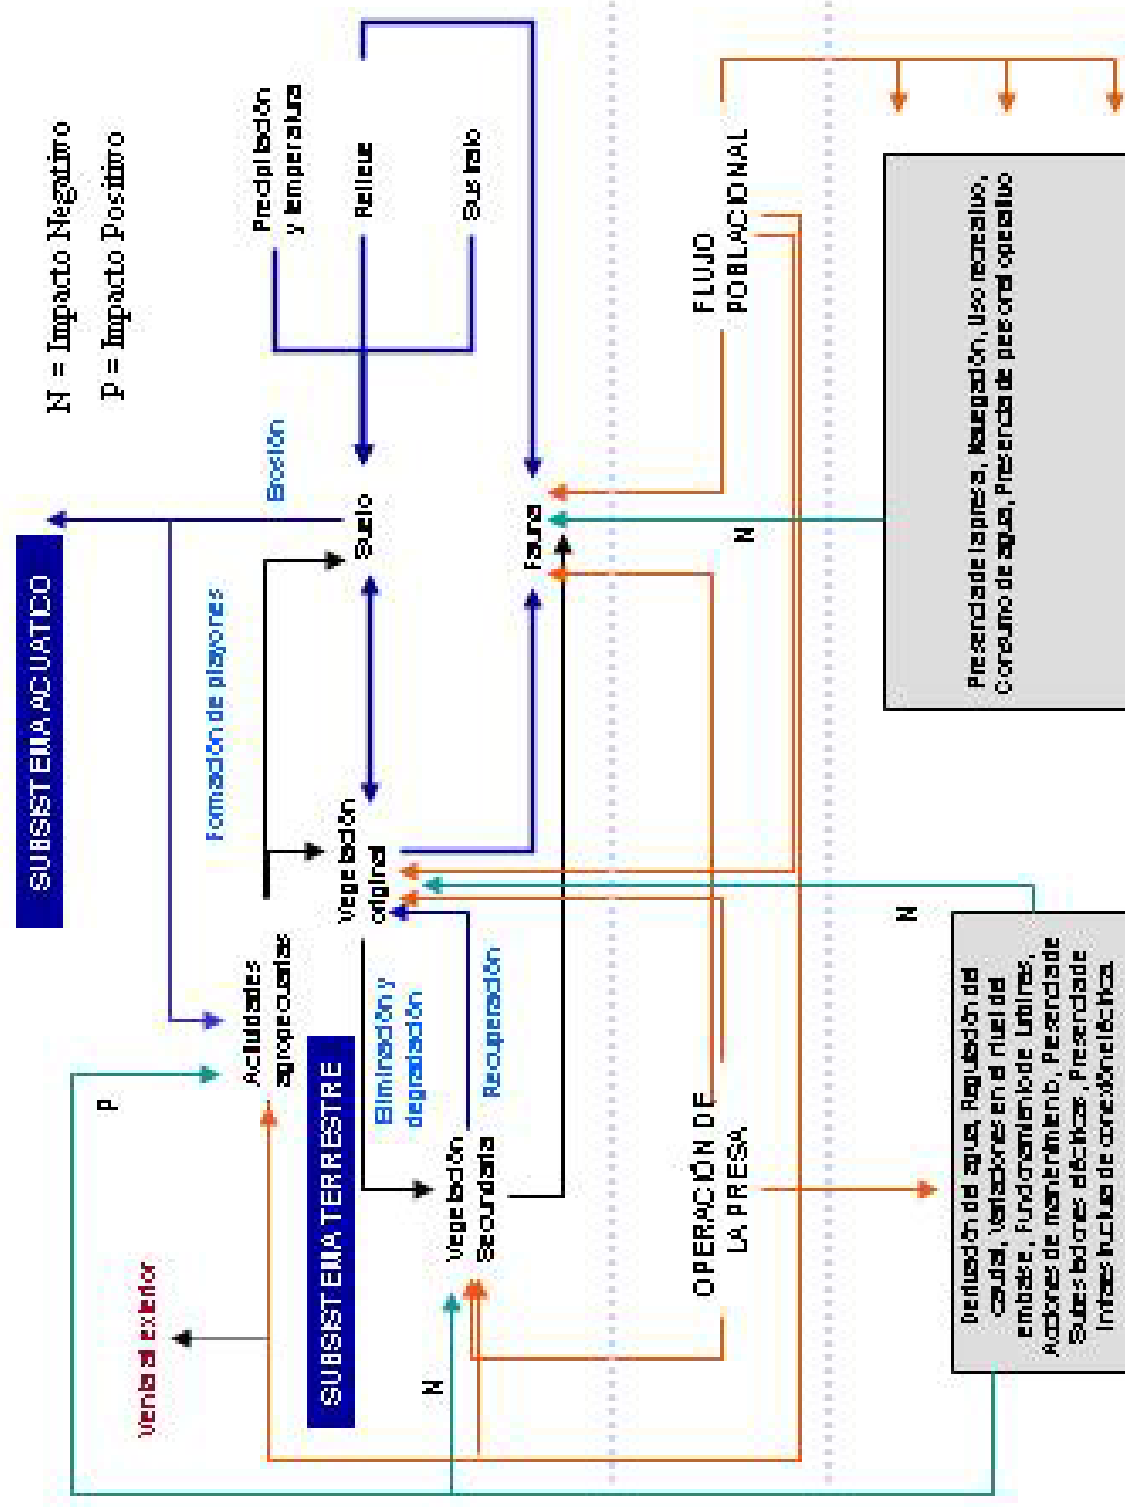 N = Impacto Negativo
P = Impacto Positivo
SUBSISTEMA ACUATICO
Precipitación
y temperatura
Relieve
Sustrato
Erosión
Suelo
Formación de playones
Fauna
Vegetación
original
Actividades
agropecuarias
P
Venta al exterior
SUBSISTEMA TERRESTRE
Eliminación y
degradación
Recuperación
Vegetación
Secundaria
N
FLUJO
POBLACIONAL
OPERACIÓN DE
LA PRESA
N
N
Presencia de la presa, Navegación, Uso recreativo,
Consumo de agua, Presencia de personal operativo
Derivación del agua, Regulación del
caudal, Variaciones en el nivel del
embalse, Funcionamiento de turbinas,
Acciones de mantenimiento, Presencia de
Subestaciones eléctricas, Presencia de
Infraestructura de conexión eléctrica.